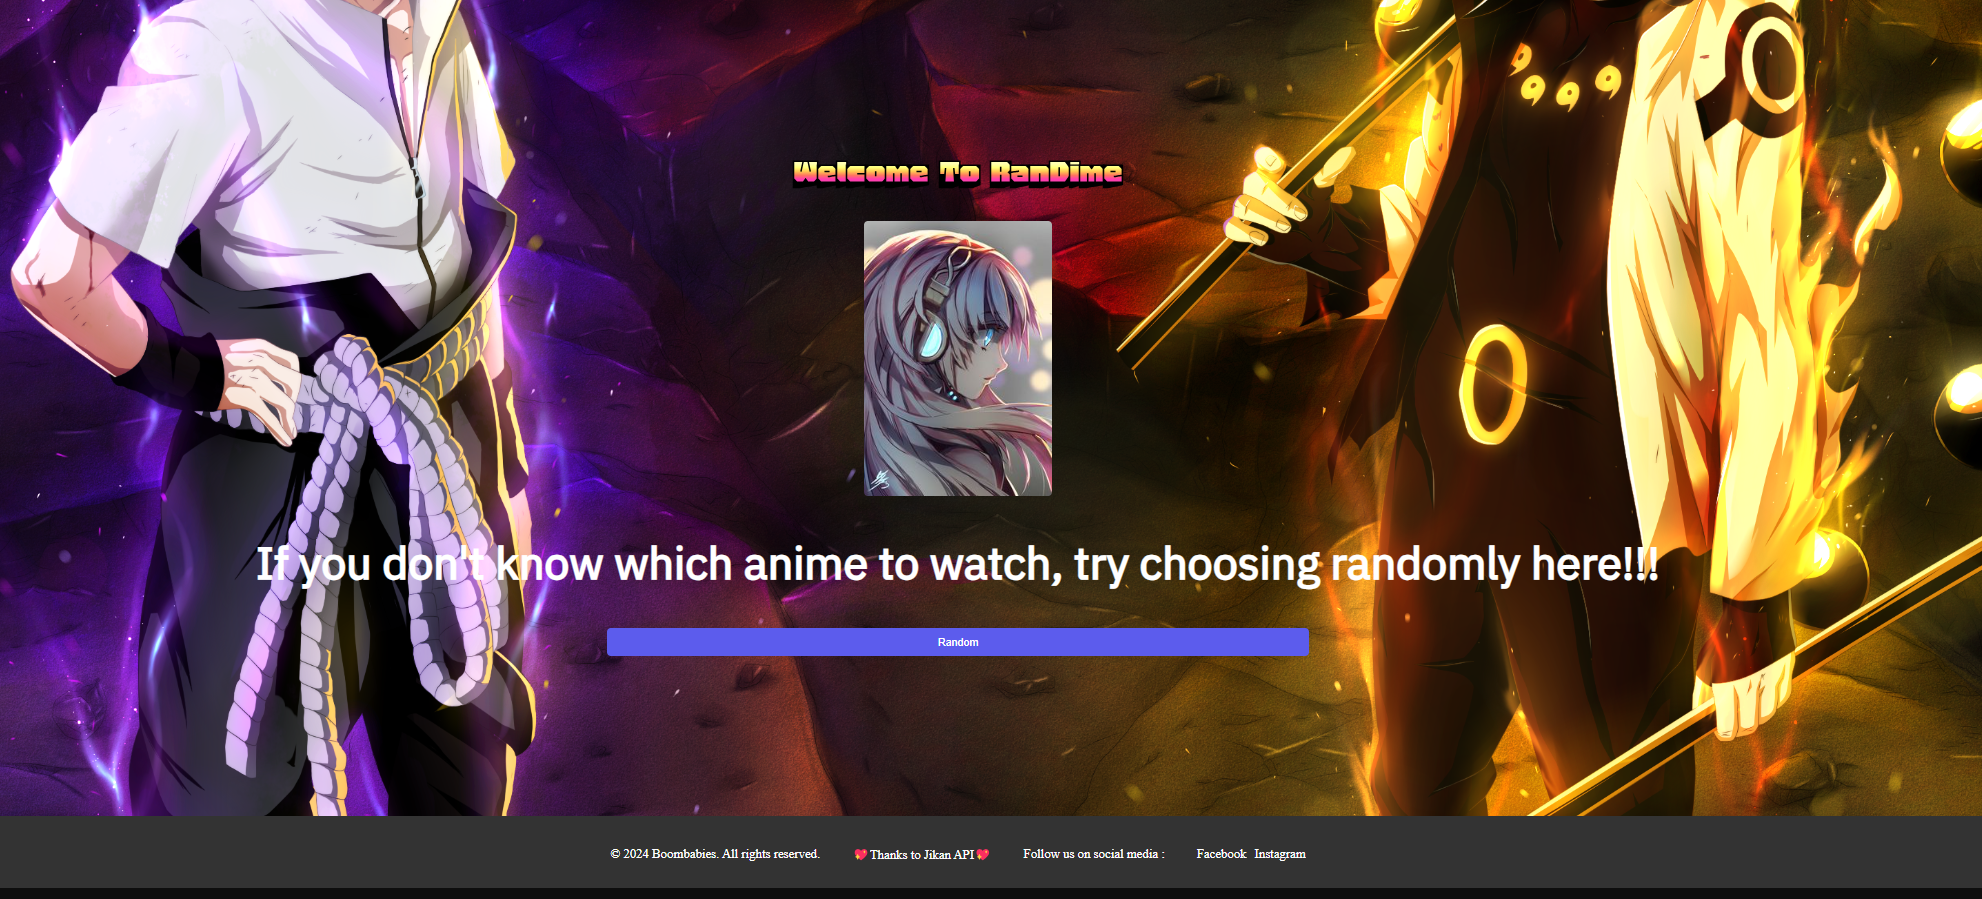 Welcome To RanDime
If you don't know which anime to watch, try choosing randomly here!!!
Random
© 2024 Boombabies. All rights reserved. 💖Thanks to Jikan API💖 Follow us on social media : Facebook Instagram